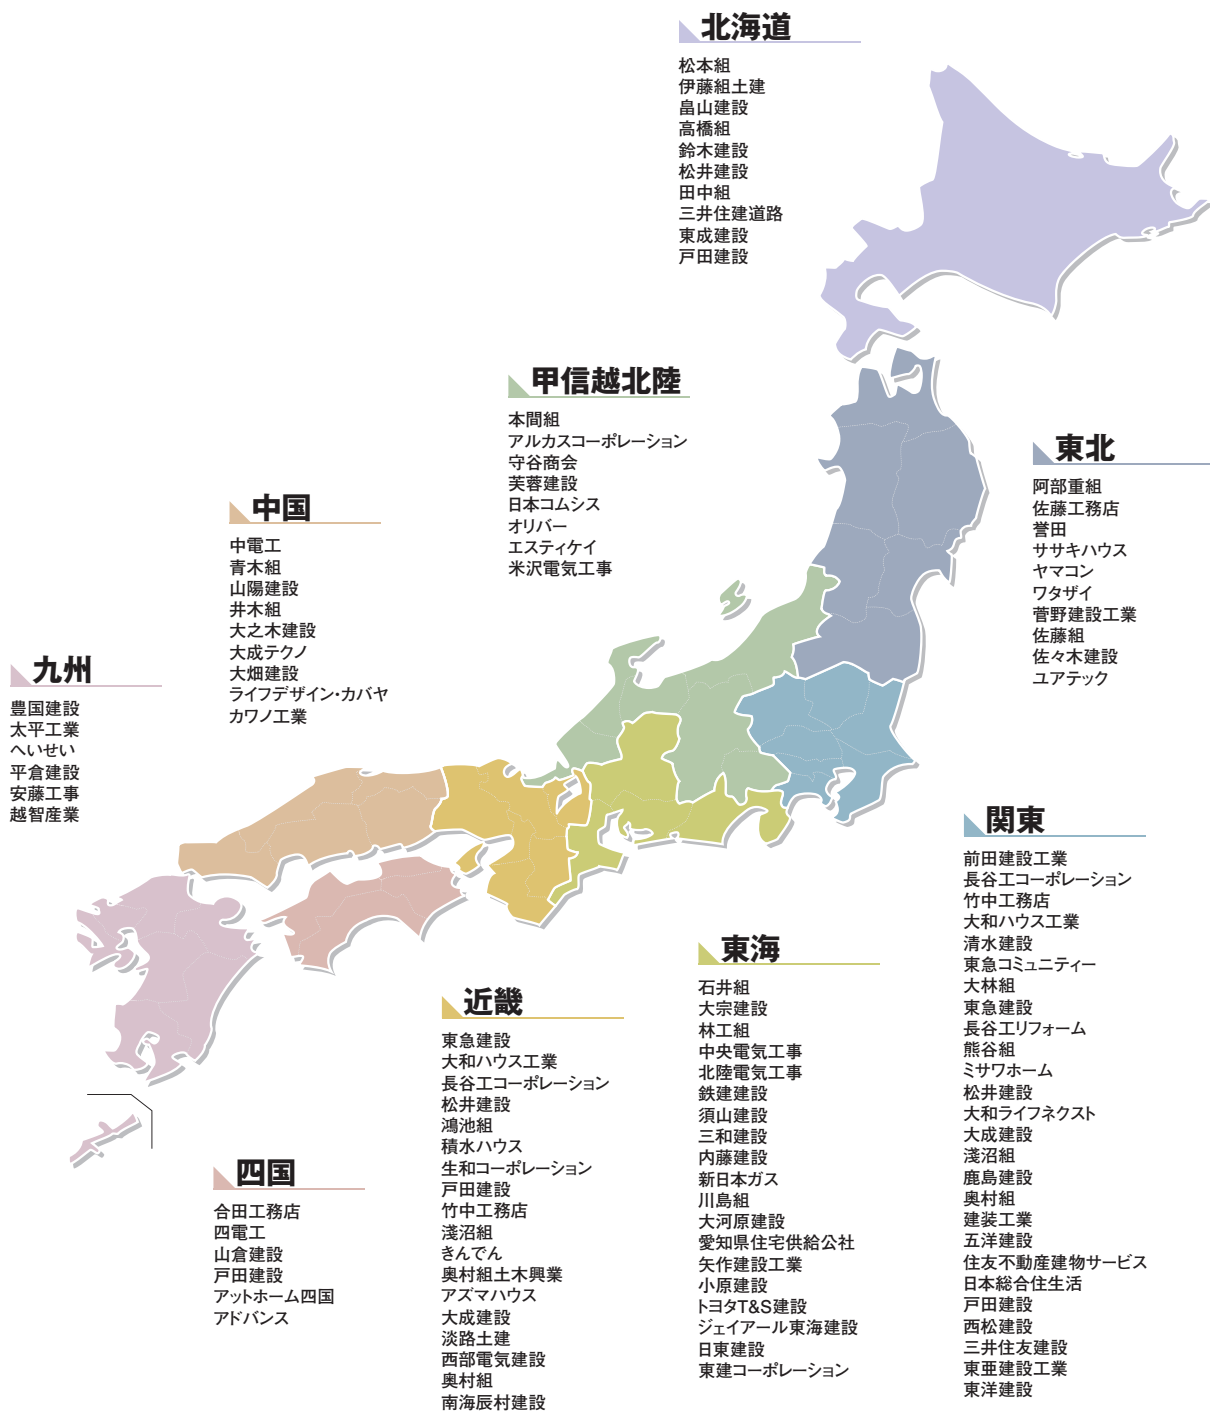 北海道
松本組
伊藤組土建
畠山建設
高橋組
鈴木建設
松井建設
田中組
三井住建道路
東成建設
戸田建設
甲信越北陸
本間組
アルカスコーポレーション
守谷商会
芙蓉建設
日本コムシス
オリバー
エスティケイ
米沢電気工事
東北
阿部重組
佐藤工務店
誉田
ササキハウス
ヤマコン
ワタザイ
菅野建設工業
佐藤組
佐々木建設
ユアテック
中国
中電工
青木組
山陽建設
井木組
大之木建設
大成テクノ
大畑建設
ライフデザイン・カバヤ
カワノ工業
九州
豊国建設
太平工業
へいせい
平倉建設
安藤工事
越智産業
関東
前田建設工業
長谷工コーポレーション
竹中工務店
大和ハウス工業
清水建設
東急コミュニティー
大林組
東急建設
長谷工リフォーム
熊谷組
ミサワホーム
松井建設
大和ライフネクスト
大成建設
淺沼組
鹿島建設
奥村組
建装工業
五洋建設
住友不動産建物サービス
日本総合住生活
戸田建設
西松建設
三井住友建設
東亜建設工業
東洋建設
東海
石井組
大宗建設
林工組
中央電気工事
北陸電気工事
鉄建建設
須山建設
三和建設
内藤建設
新日本ガス
川島組
大河原建設
愛知県住宅供給公社
矢作建設工業
小原建設
トヨタT&S建設
ジェイアール東海建設
日東建設
東建コーポレーション
近畿
東急建設
大和ハウス工業
長谷工コーポレーション
松井建設
鴻池組
積水ハウス
生和コーポレーション
戸田建設
竹中工務店
淺沼組
きんでん
奥村組土木興業
アズマハウス
大成建設
淡路土建
西部電気建設
奥村組
南海辰村建設
四国
合田工務店
四電工
山倉建設
戸田建設
アットホーム四国
アドバンス